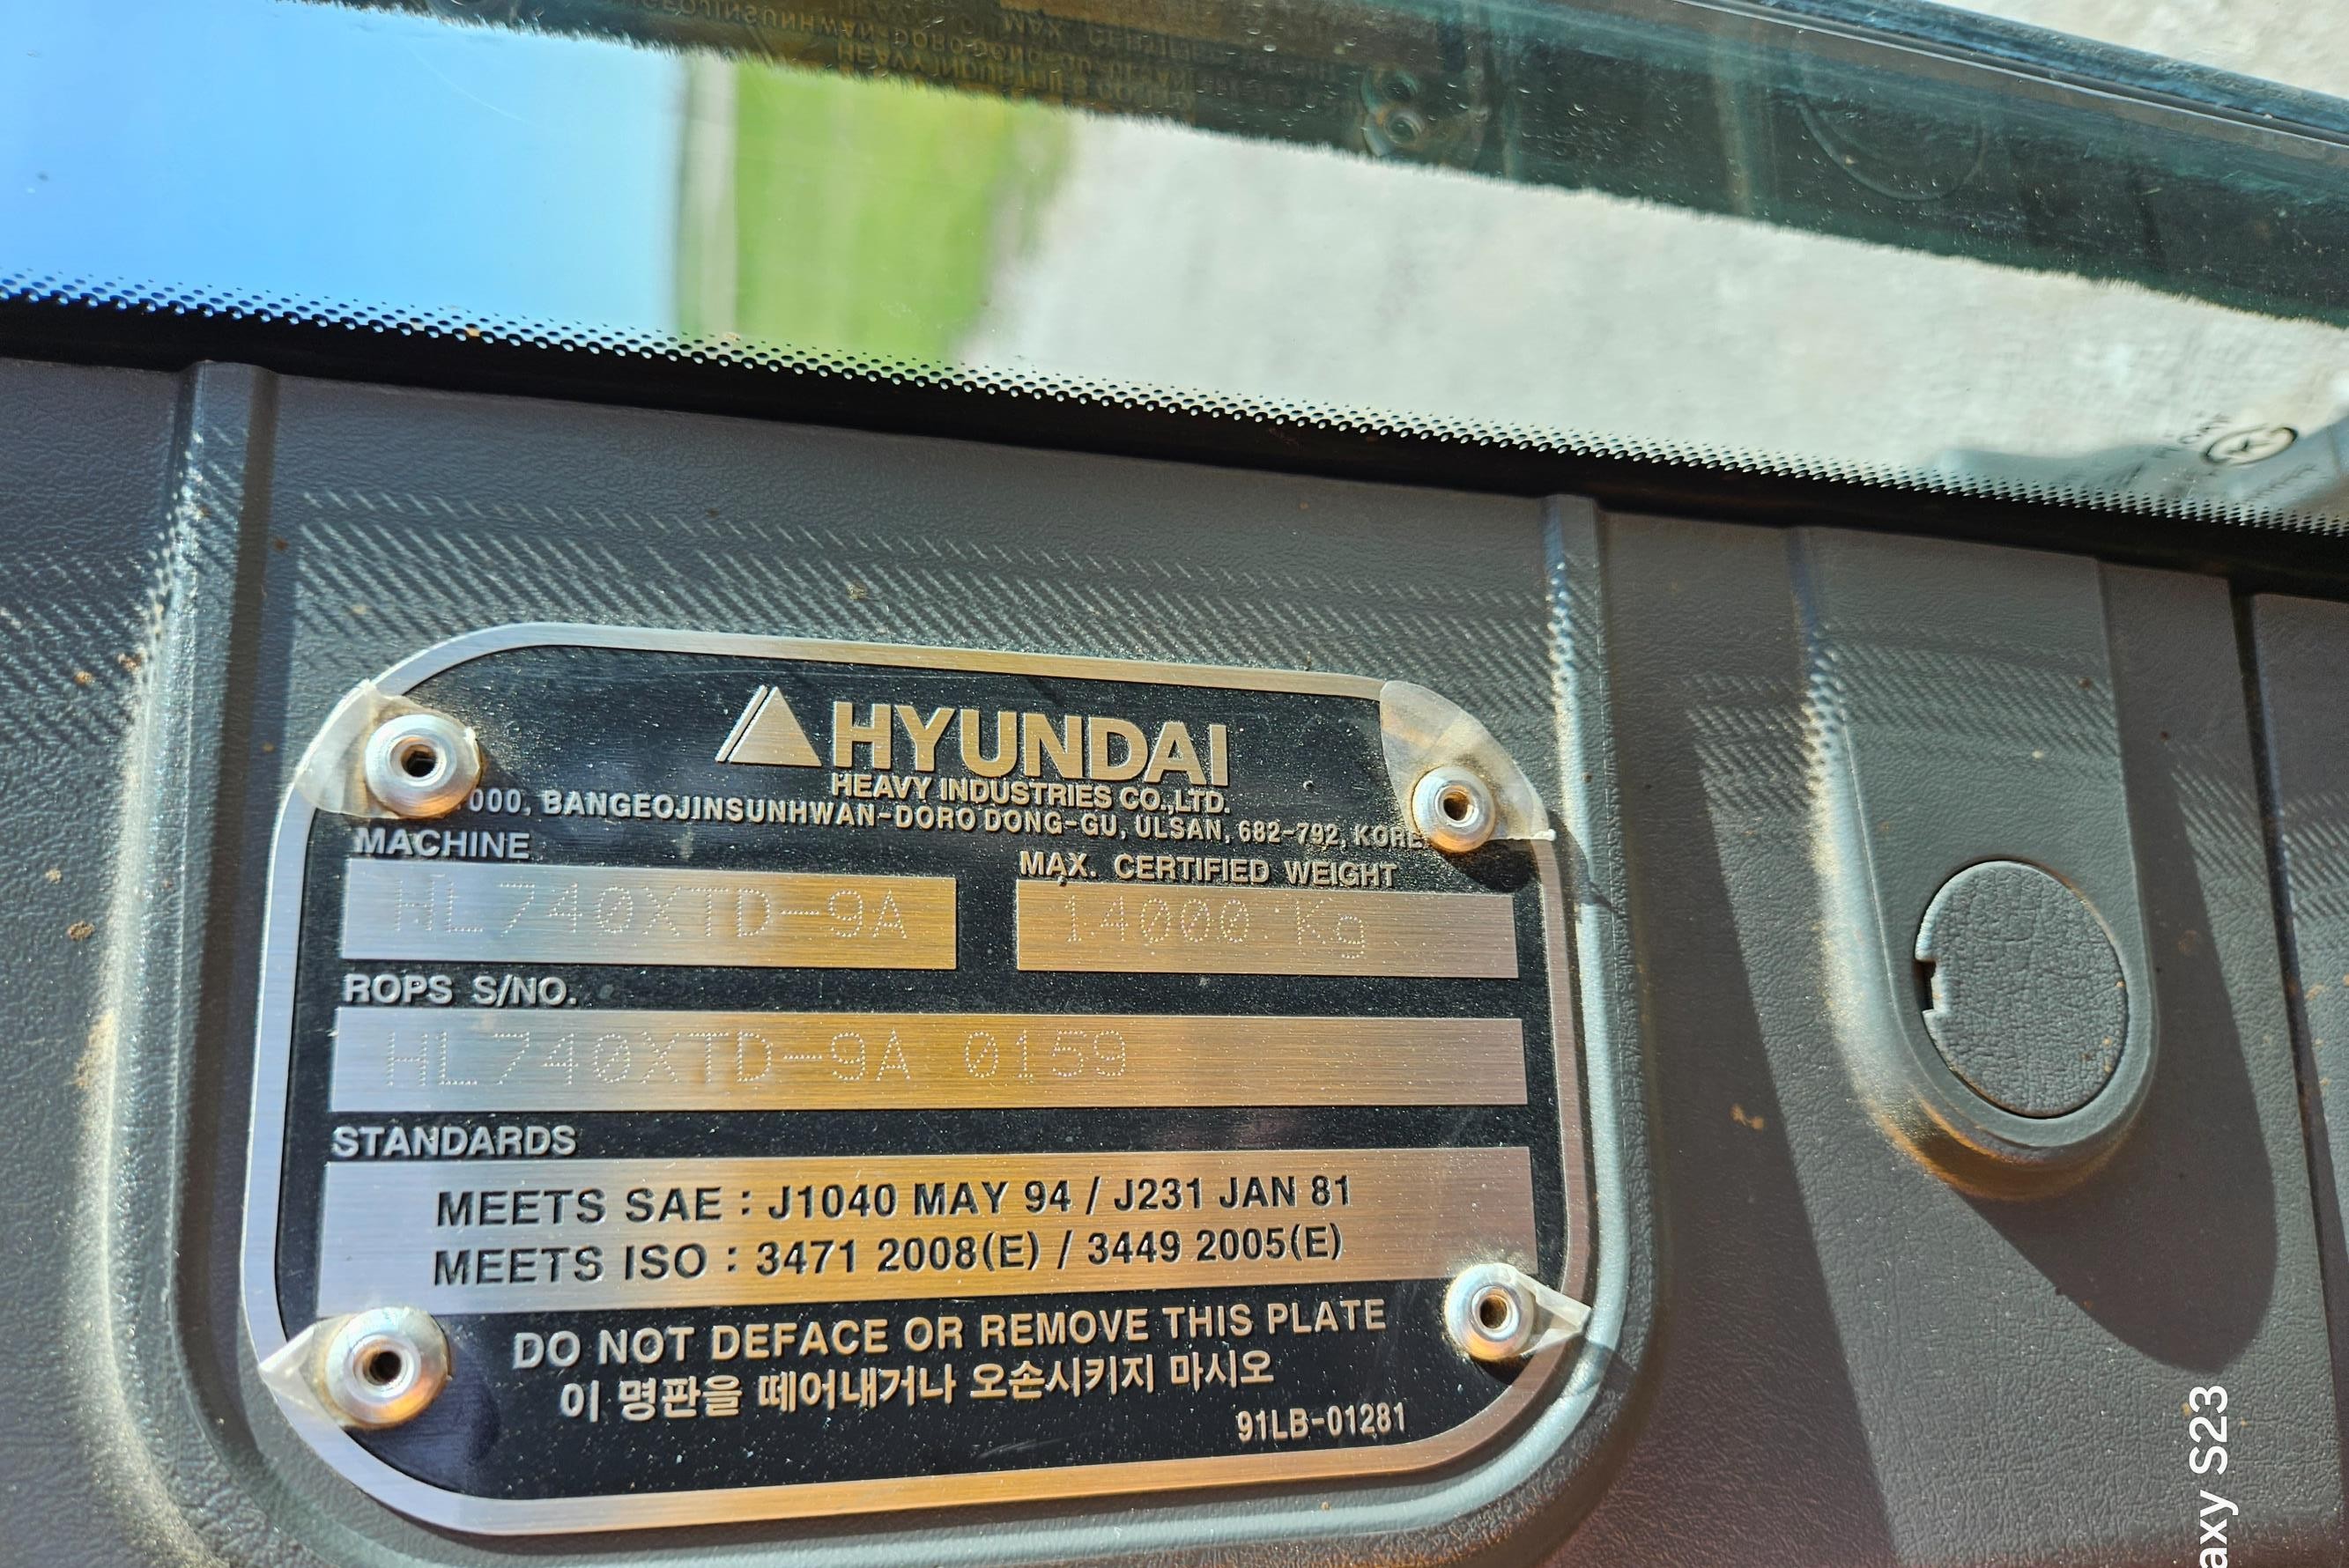 HYUNDAI
HEAVY INDUSTRIES CO.,LTD.
1000, BANGEOJINSUNHWAN-DORO DONG-GU, ULSAN, 682-792,
MACHINE
MAX. CERTIFIED WEIGHT
HL740XTD-9A
14000 Kg
ROPS S/NO.
HL740XTD-9A 0159
STANDARDS
MEETS SAE : J1040 MAY 94 / J231 JAN 81
MEETS ISO : 3471 2008(E) / 3449 2005(E)
DO NOT DEFACE OR REMOVE THIS PLATE
이 명판을 떼어내거나 오손시키지 마시오
91LB-01281
axy S23